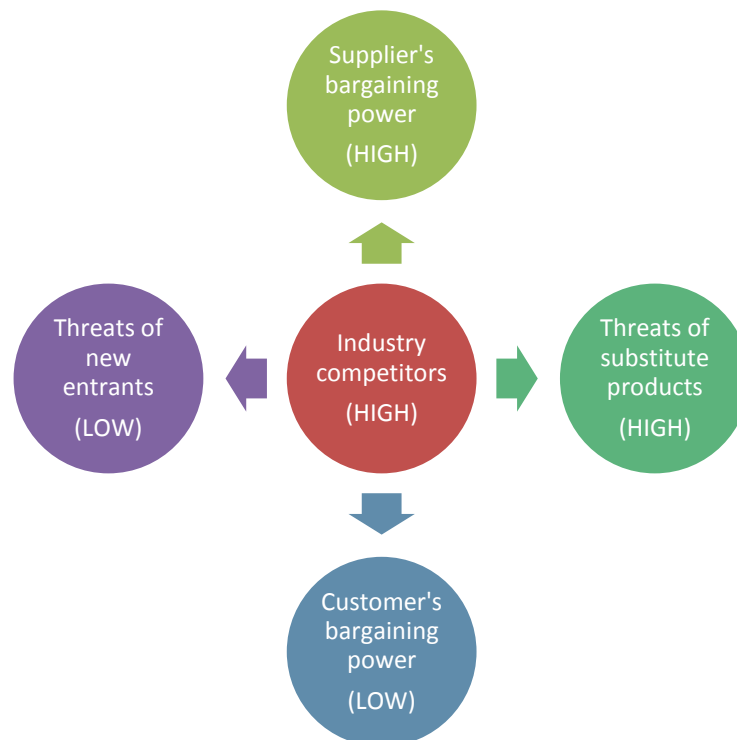 Supplier's
bargaining
power
(HIGH)
Threats of
new
entrants
(LOW)
Industry
competitors
(HIGH)
Threats of
substitute
products
(HIGH)
Customer's
bargaining
power
(LOW)